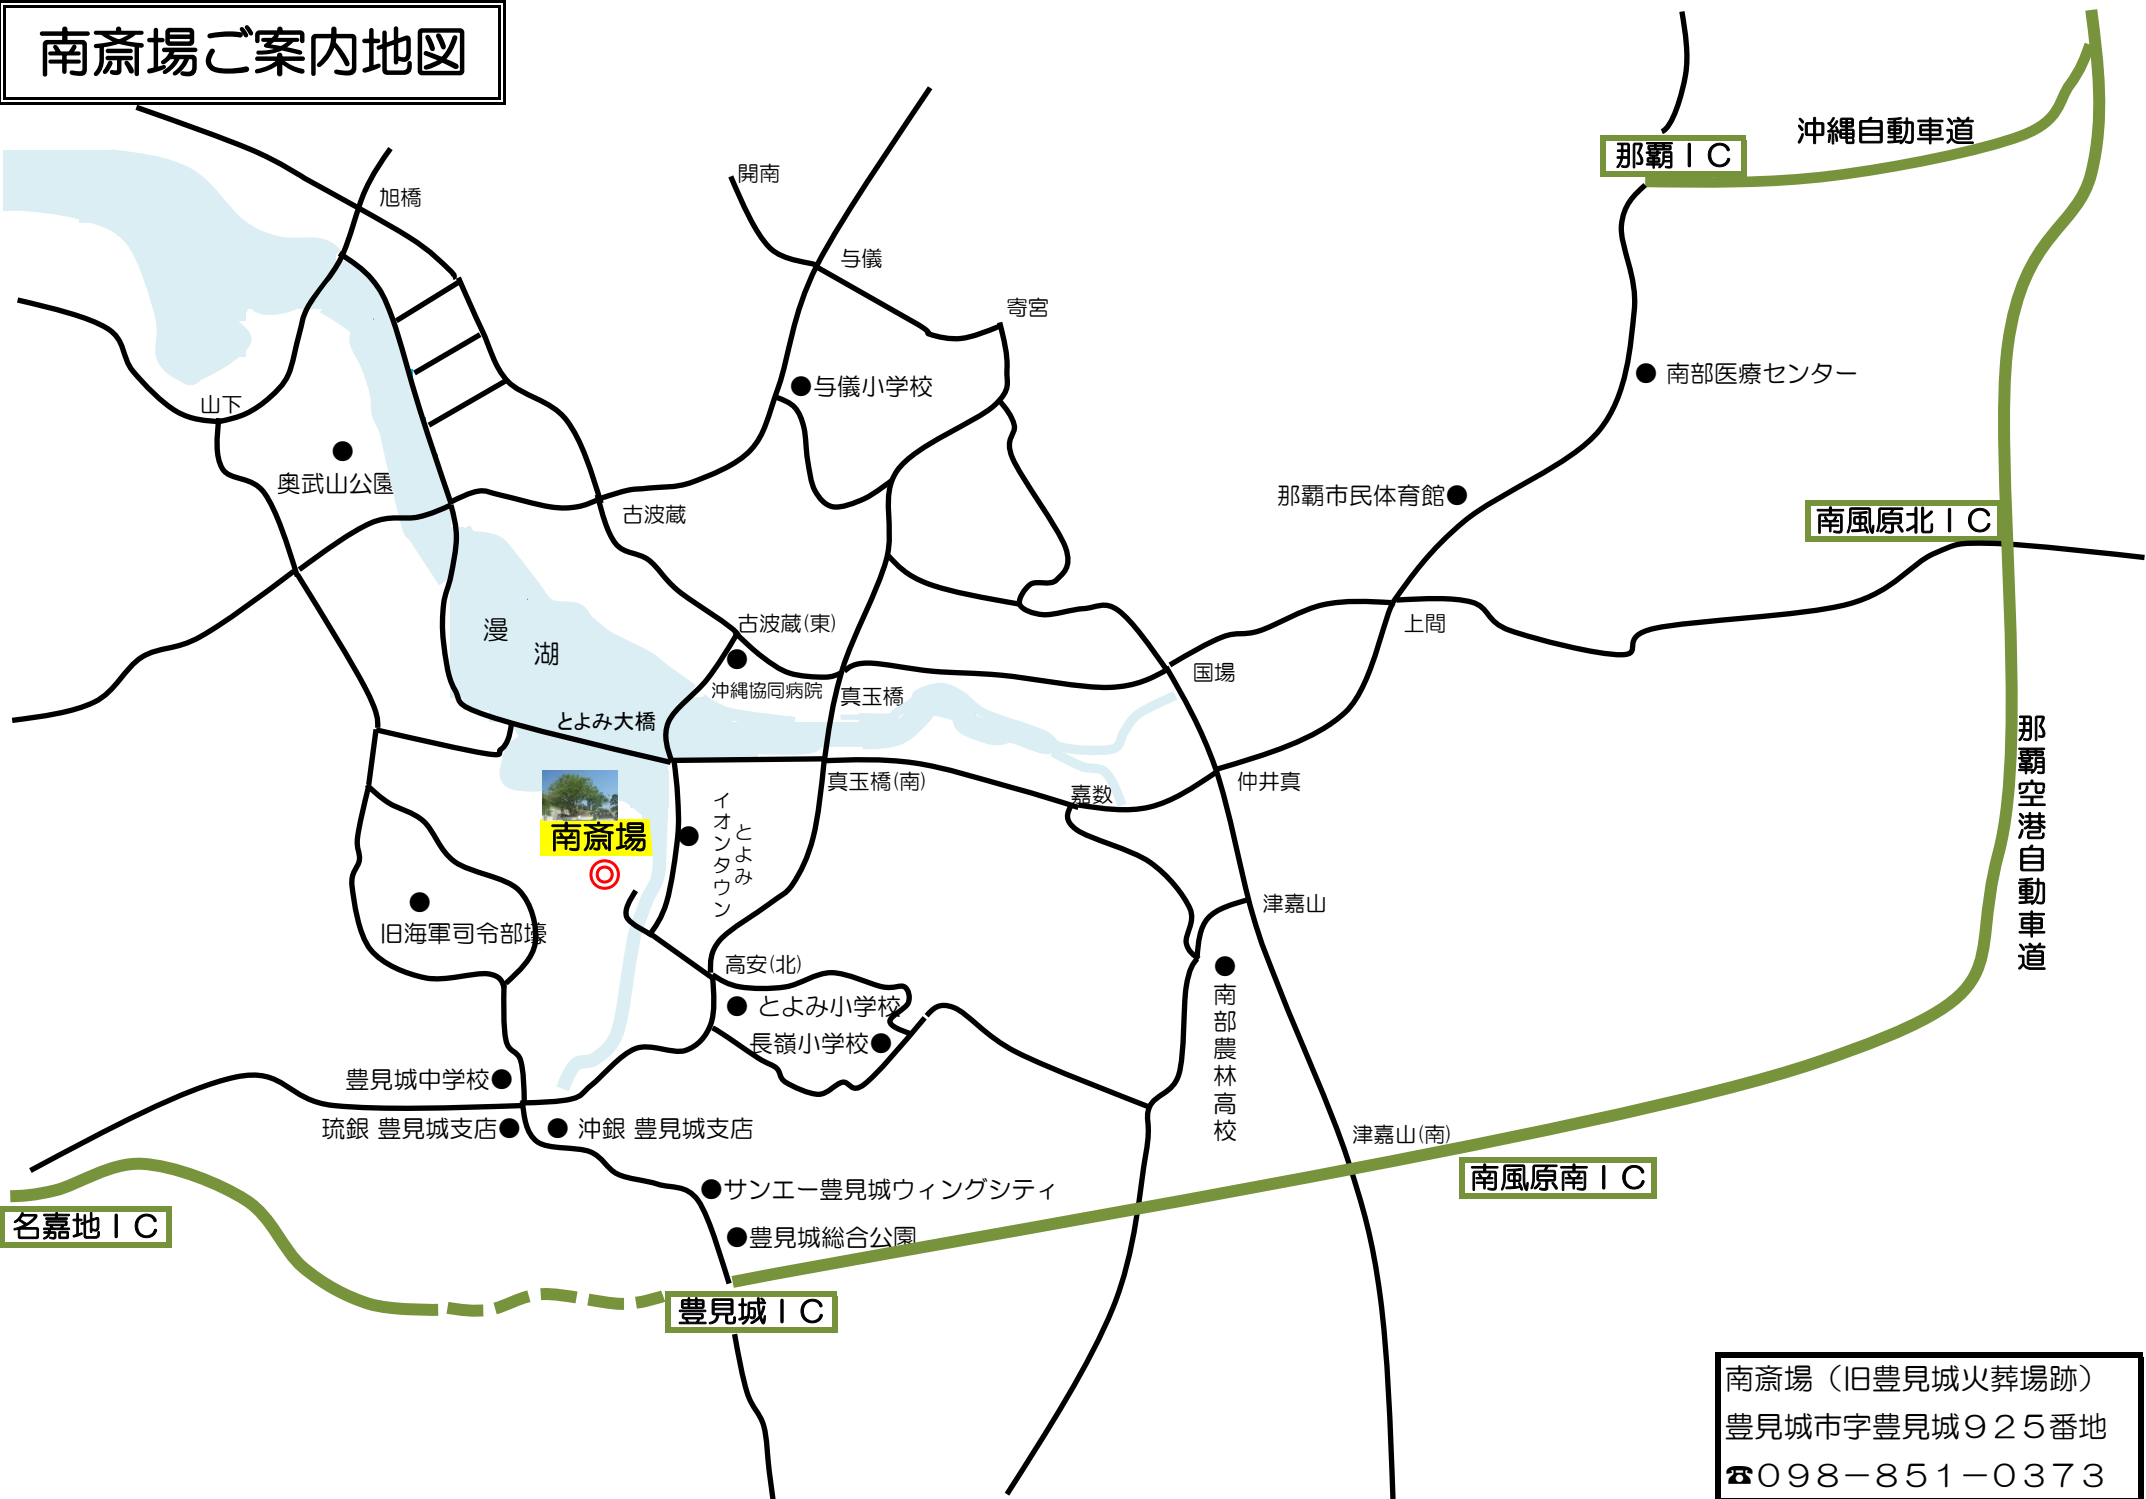 南斎場ご案内地図
沖縄自動車道
那覇ＩＣ
開南
旭橋
与儀
寄宮
南部医療センター
与儀小学校
山下
奥武山公園
那覇市民体育館
古波蔵
南風原北ＩＣ
漫湖
古波蔵(東)
上間
国場
沖縄協同病院
真玉橋
とよみ大橋
那覇空港自動車道
真玉橋(南)
嘉数
仲井真
イオンタウン
とよみ
南斎場
旧海軍司令部壕
津嘉山
高安(北)
とよみ小学校
長嶺小学校
南部農林高校
豊見城中学校
琉銀 豊見城支店
沖銀 豊見城支店
津嘉山(南)
南風原南ＩＣ
サンエー豊見城ウィングシティ
名嘉地ＩＣ
豊見城総合公園
豊見城ＩＣ
南斎場（旧豊見城火葬場跡）
豊見城市字豊見城９２５番地
☎０９８－８５１－０３７３